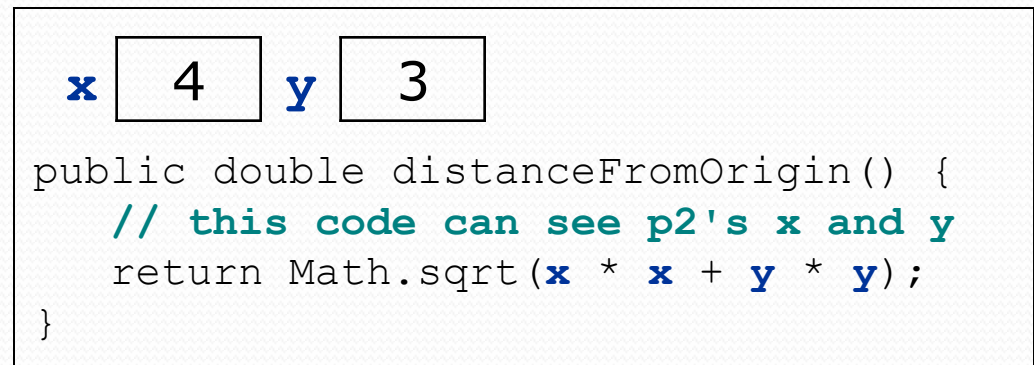 x 4 y 3
public double distanceFromOrigin() {
// this code can see p2's x and y
return Math.sqrt(x * x + y * y);
}